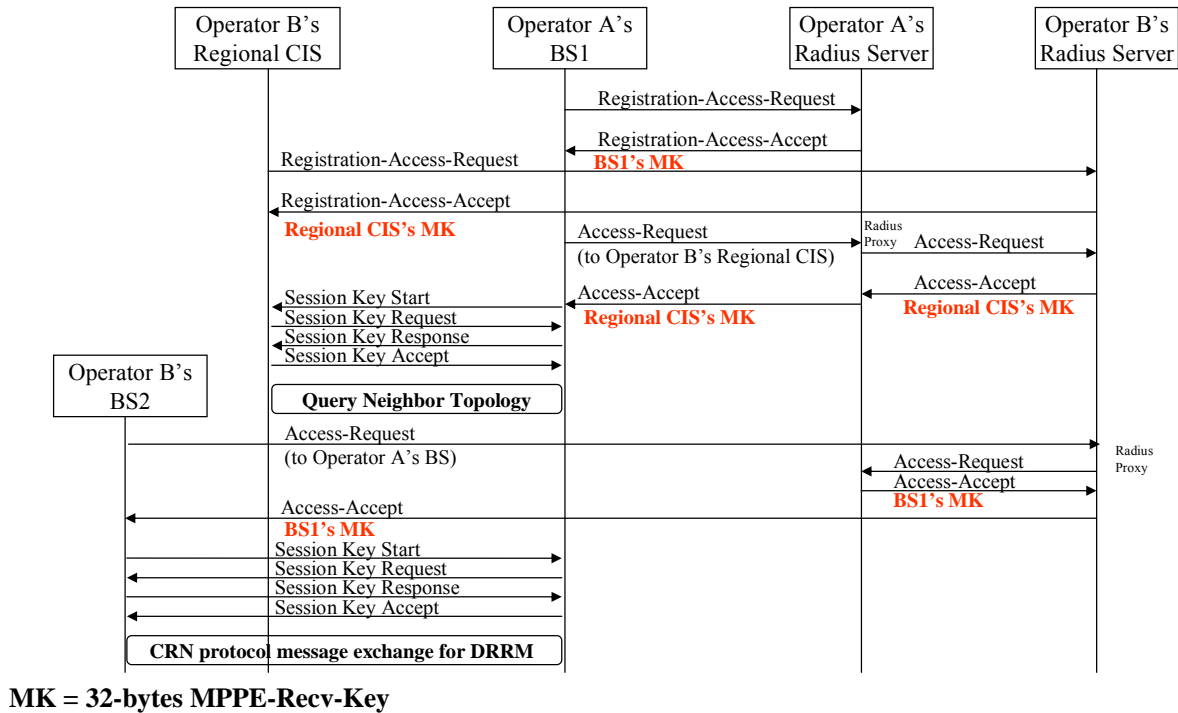 Operator B's
Regional CIS
Operator A's
BS1
Operator A's
Radius Server
Operator B's
Radius Server
Registration-Access-Request
Registration-Access-Accept
BS1's MK
Registration-Access-Request
Registration-Access-Accept
Regional CIS's MK
Access-Request
(to Operator B's Regional CIS)
Radius
Proxy
Access-Request
Access-Accept
Regional CIS's MK
Access-Accept
Regional CIS's MK
Session Key Start
Session Key Request
Session Key Response
Session Key Accept
Operator B's
BS2
Query Neighbor Topology
Access-Request
(to Operator A's BS)
Radius
Proxy
Access-Request
Access-Accept
BS1's MK
Access-Accept
BS1's MK
Session Key Start
Session Key Request
Session Key Response
Session Key Accept
CRN protocol message exchange for DRRM
MK = 32-bytes MPPE-Recv-Key